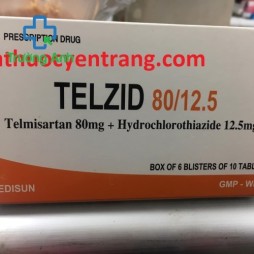 PRESCRIPTION DRUG
athuocyentrang.com
TELZID 80/12.5
Telmisartan 80mg + Hydrochlorothiazide 12.5mg
BOX OF 6 BLISTERS OF 10 TABL
EDISUN
GMP - W